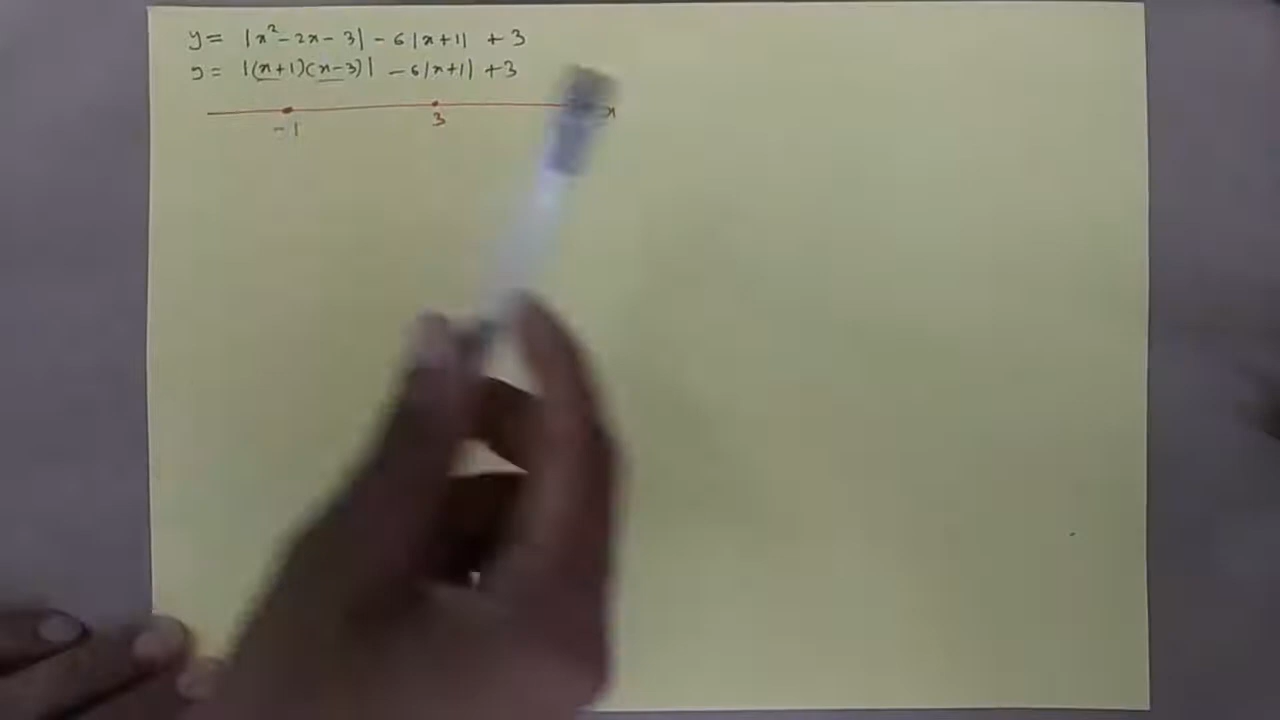 y = |x² - 2x - 3| - 6|x+1| + 3
y = |(x+1)(x-3)| - 6|x+1| + 3
-1 3 x